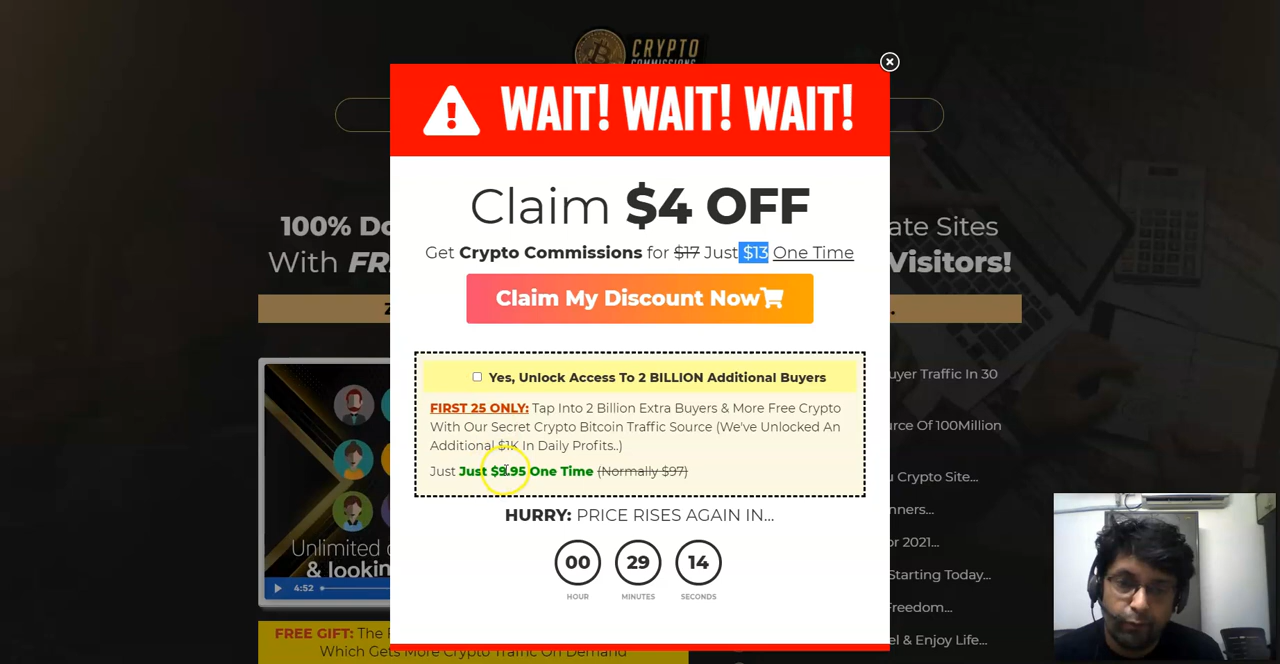 CRYPTO
COMMISSIONS
WAIT! WAIT! WAIT!
Claim $4 OFF
Get Crypto Commissions for $17 Just $13 One Time
Claim My Discount Now
Yes, Unlock Access To 2 BILLION Additional Buyers
FIRST 25 ONLY: Tap Into 2 Billion Extra Buyers & More Free Crypto
With Our Secret Crypto Bitcoin Traffic Source (We've Unlocked An
Additional $1K In Daily Profits..)
Just Just $9.95 One Time (Normally $97)
HURRY: PRICE RISES AGAIN IN...
00 29 14
HOUR MINUTES SECONDS
100% Do ate Sites
With FR Visitors!
Unlimited
& lookin
4:52
FREE GIFT: The
Which Gets More Crypto Traffic On Demand
uyer Traffic In 30
urce Of 100Million
u Crypto Site...
nners...
or 2021...
Starting Today...
Freedom...
el & Enjoy Life...